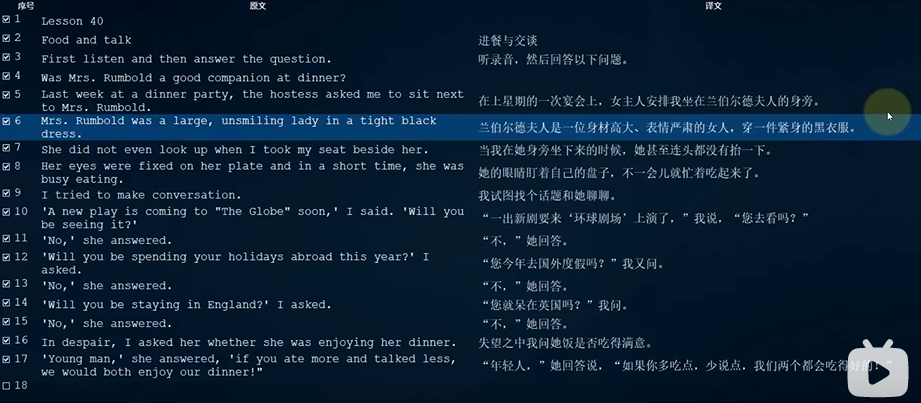 序号 原文 译文
1 Lesson 40
2 Food and talk 进餐与交谈
3 First listen and then answer the question. 听录音，然后回答以下问题。
4 Was Mrs. Rumbold a good companion at dinner?
5 Last week at a dinner party, the hostess asked me to sit next
to Mrs. Rumbold.
在上星期的一次宴会上，女主人安排我坐在兰伯尔德夫人的身旁。
6 Mrs. Rumbold was a large, unsmiling lady in a tight black
dress.
兰伯尔德夫人是一位身材高大、表情严肃的女人，穿一件紧身的黑衣服。
7 She did not even look up when I took my seat beside her. 当我在她身旁坐下来的时候，她甚至连头都没有抬一下。
8 Her eyes were fixed on her plate and in a short time, she was
busy eating.
她的眼睛盯着自己的盘子，不一会儿就忙着吃起来了。
9 I tried to make conversation. 我试图找个话题和她聊聊。
10 'A new play is coming to "The Globe" soon,' I said. 'Will you
be seeing it?'
“一出新剧要来‘环球剧场’上演了，”我说，“您去看吗？”
11 'No,' she answered. “不，”她回答。
12 'Will you be spending your holidays abroad this year?' I
asked.
“您今年去国外度假吗？”我又问。
13 'No,' she answered. “不，”她回答。
14 'Will you be staying in England?' I asked. “您就呆在英国吗？”我问。
15 'No,' she answered. “不，”她回答。
16 In despair, I asked her whether she was enjoying her dinner. 失望之中我问她饭是否吃得满意。
17 'Young man,' she answered, 'if you ate more and talked less,
we would both enjoy our dinner!"
“年轻人，”她回答说，“如果你多吃点，少说点，我们两个都会吃得好的！”
18